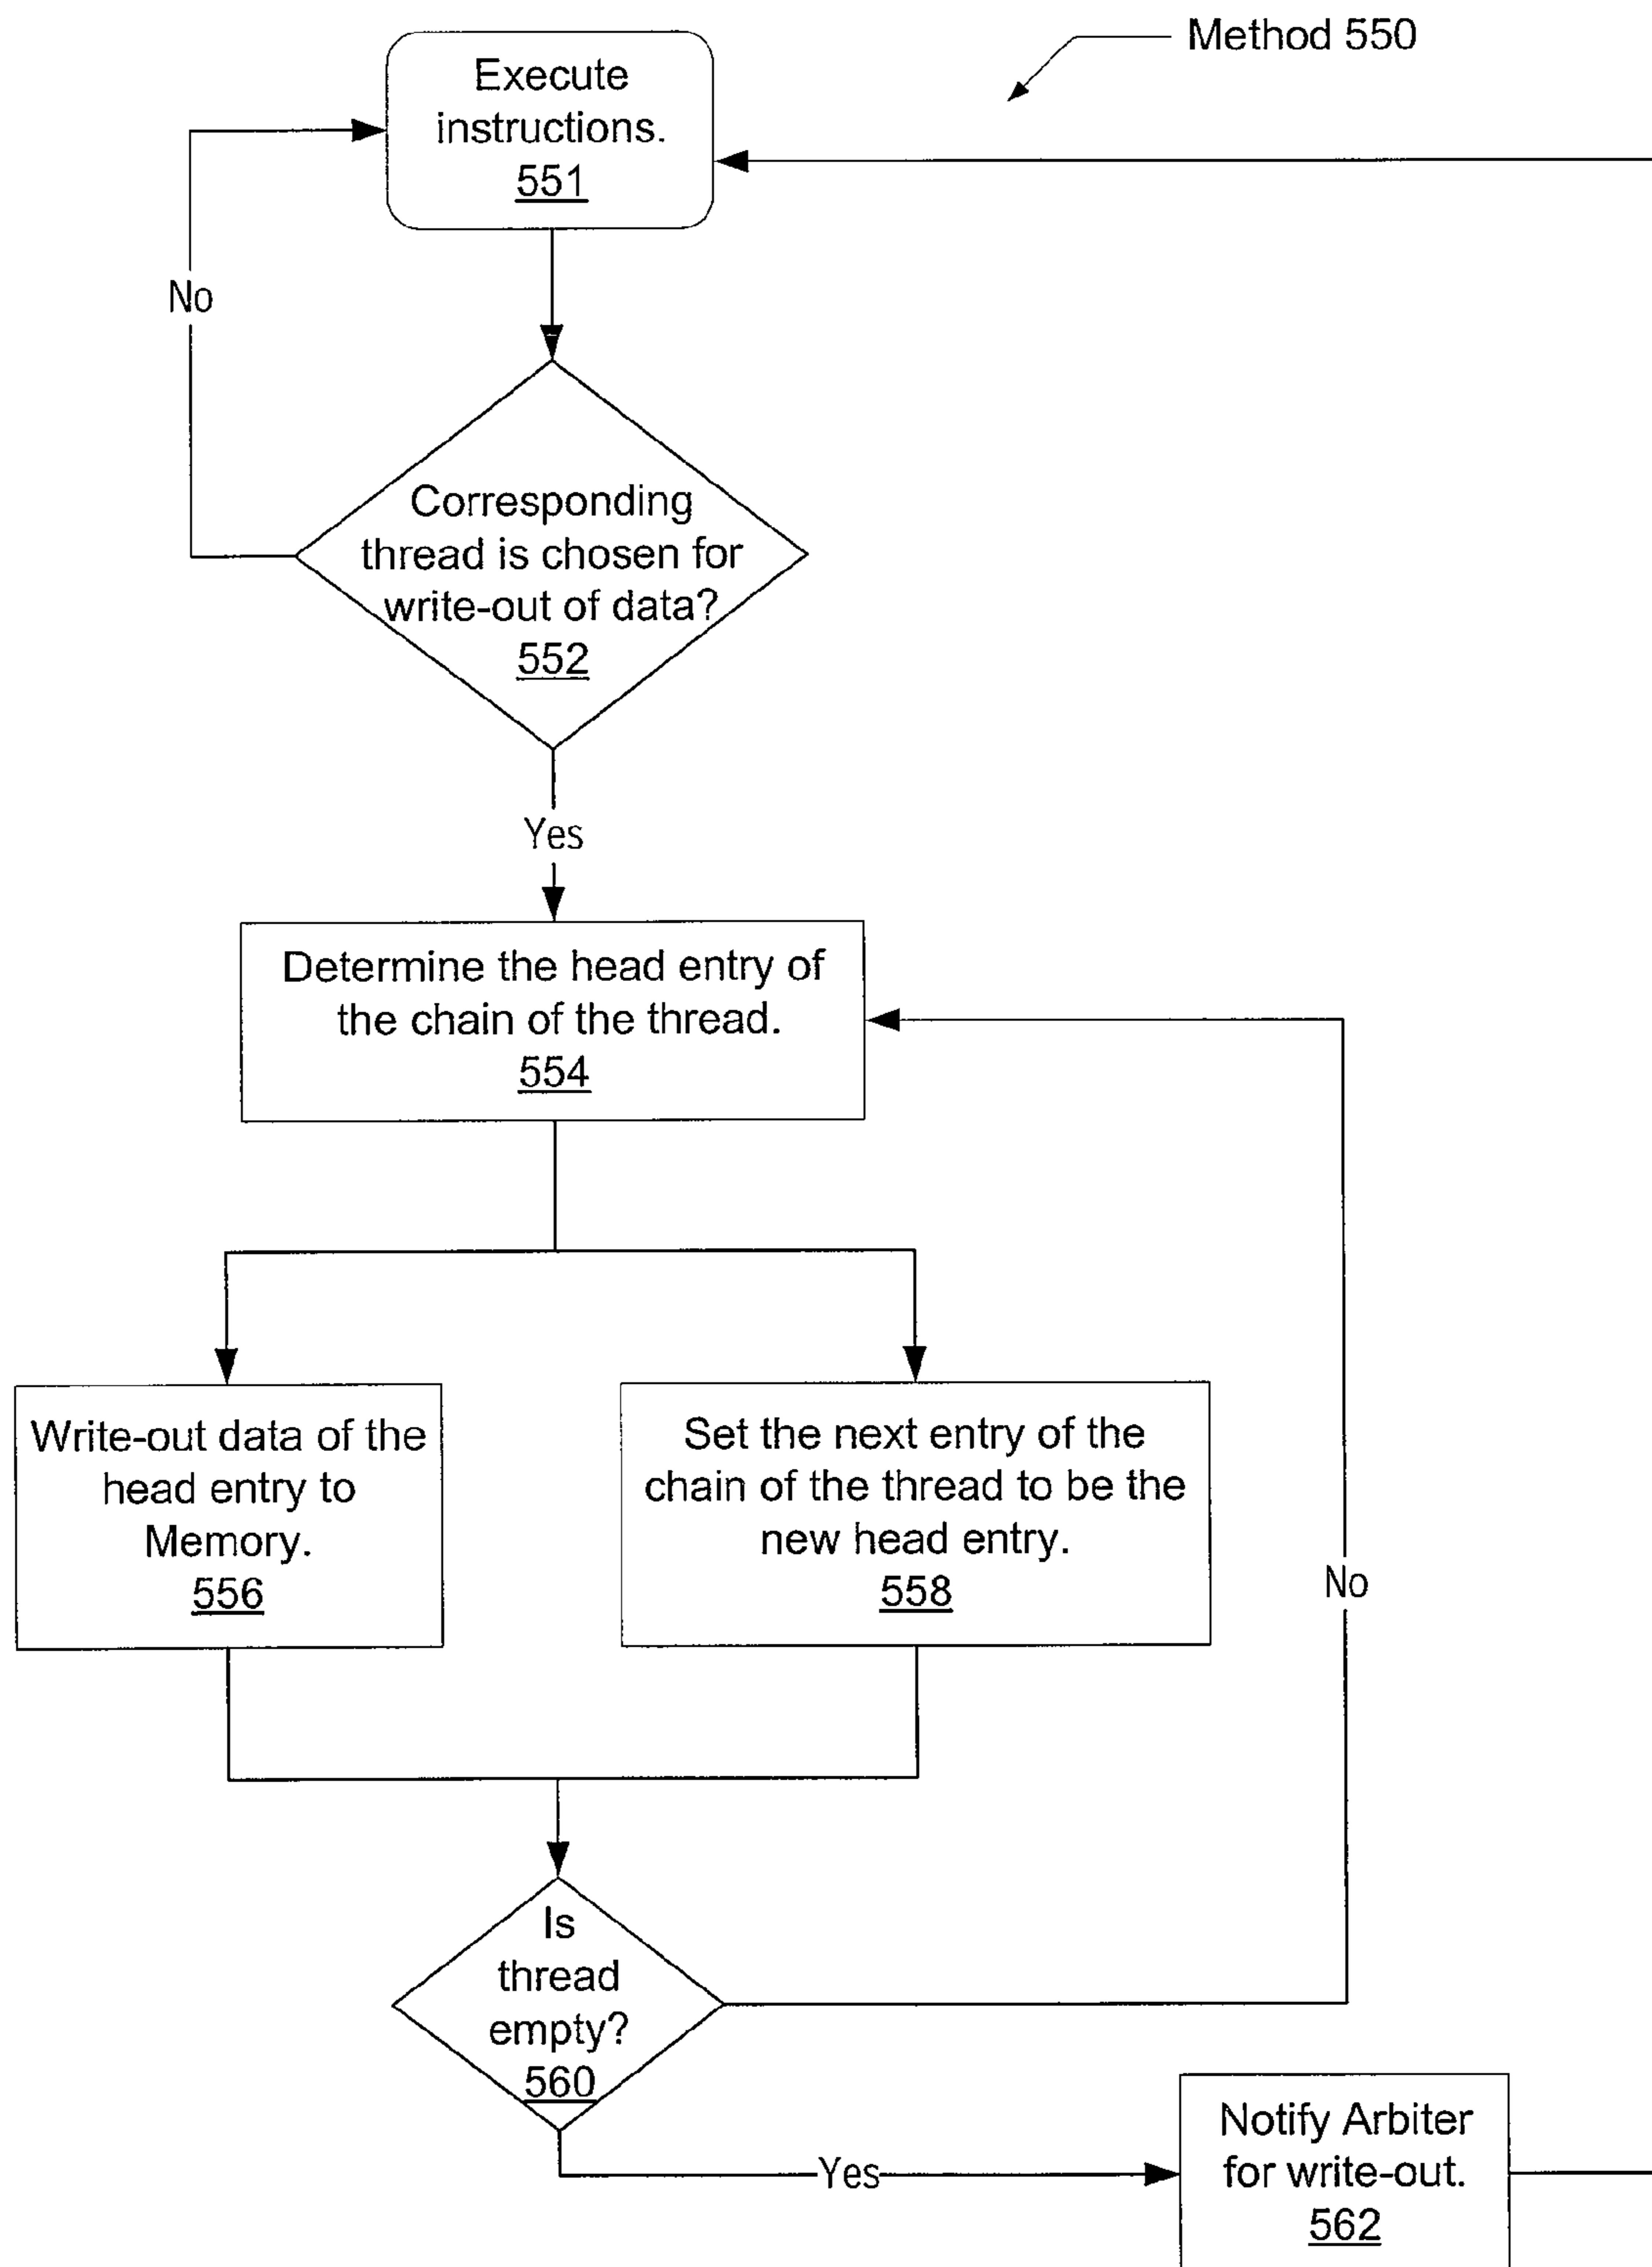 Method 550
Execute
instructions.
551
No
Corresponding
thread is chosen for
write-out of data?
552
Yes
Determine the head entry of
the chain of the thread.
554
Write-out data of the
head entry to
Memory.
556
Set the next entry of the
chain of the thread to be the
new head entry.
558
No
Is
thread
empty?
560
Yes
Notify Arbiter
for write-out.
562